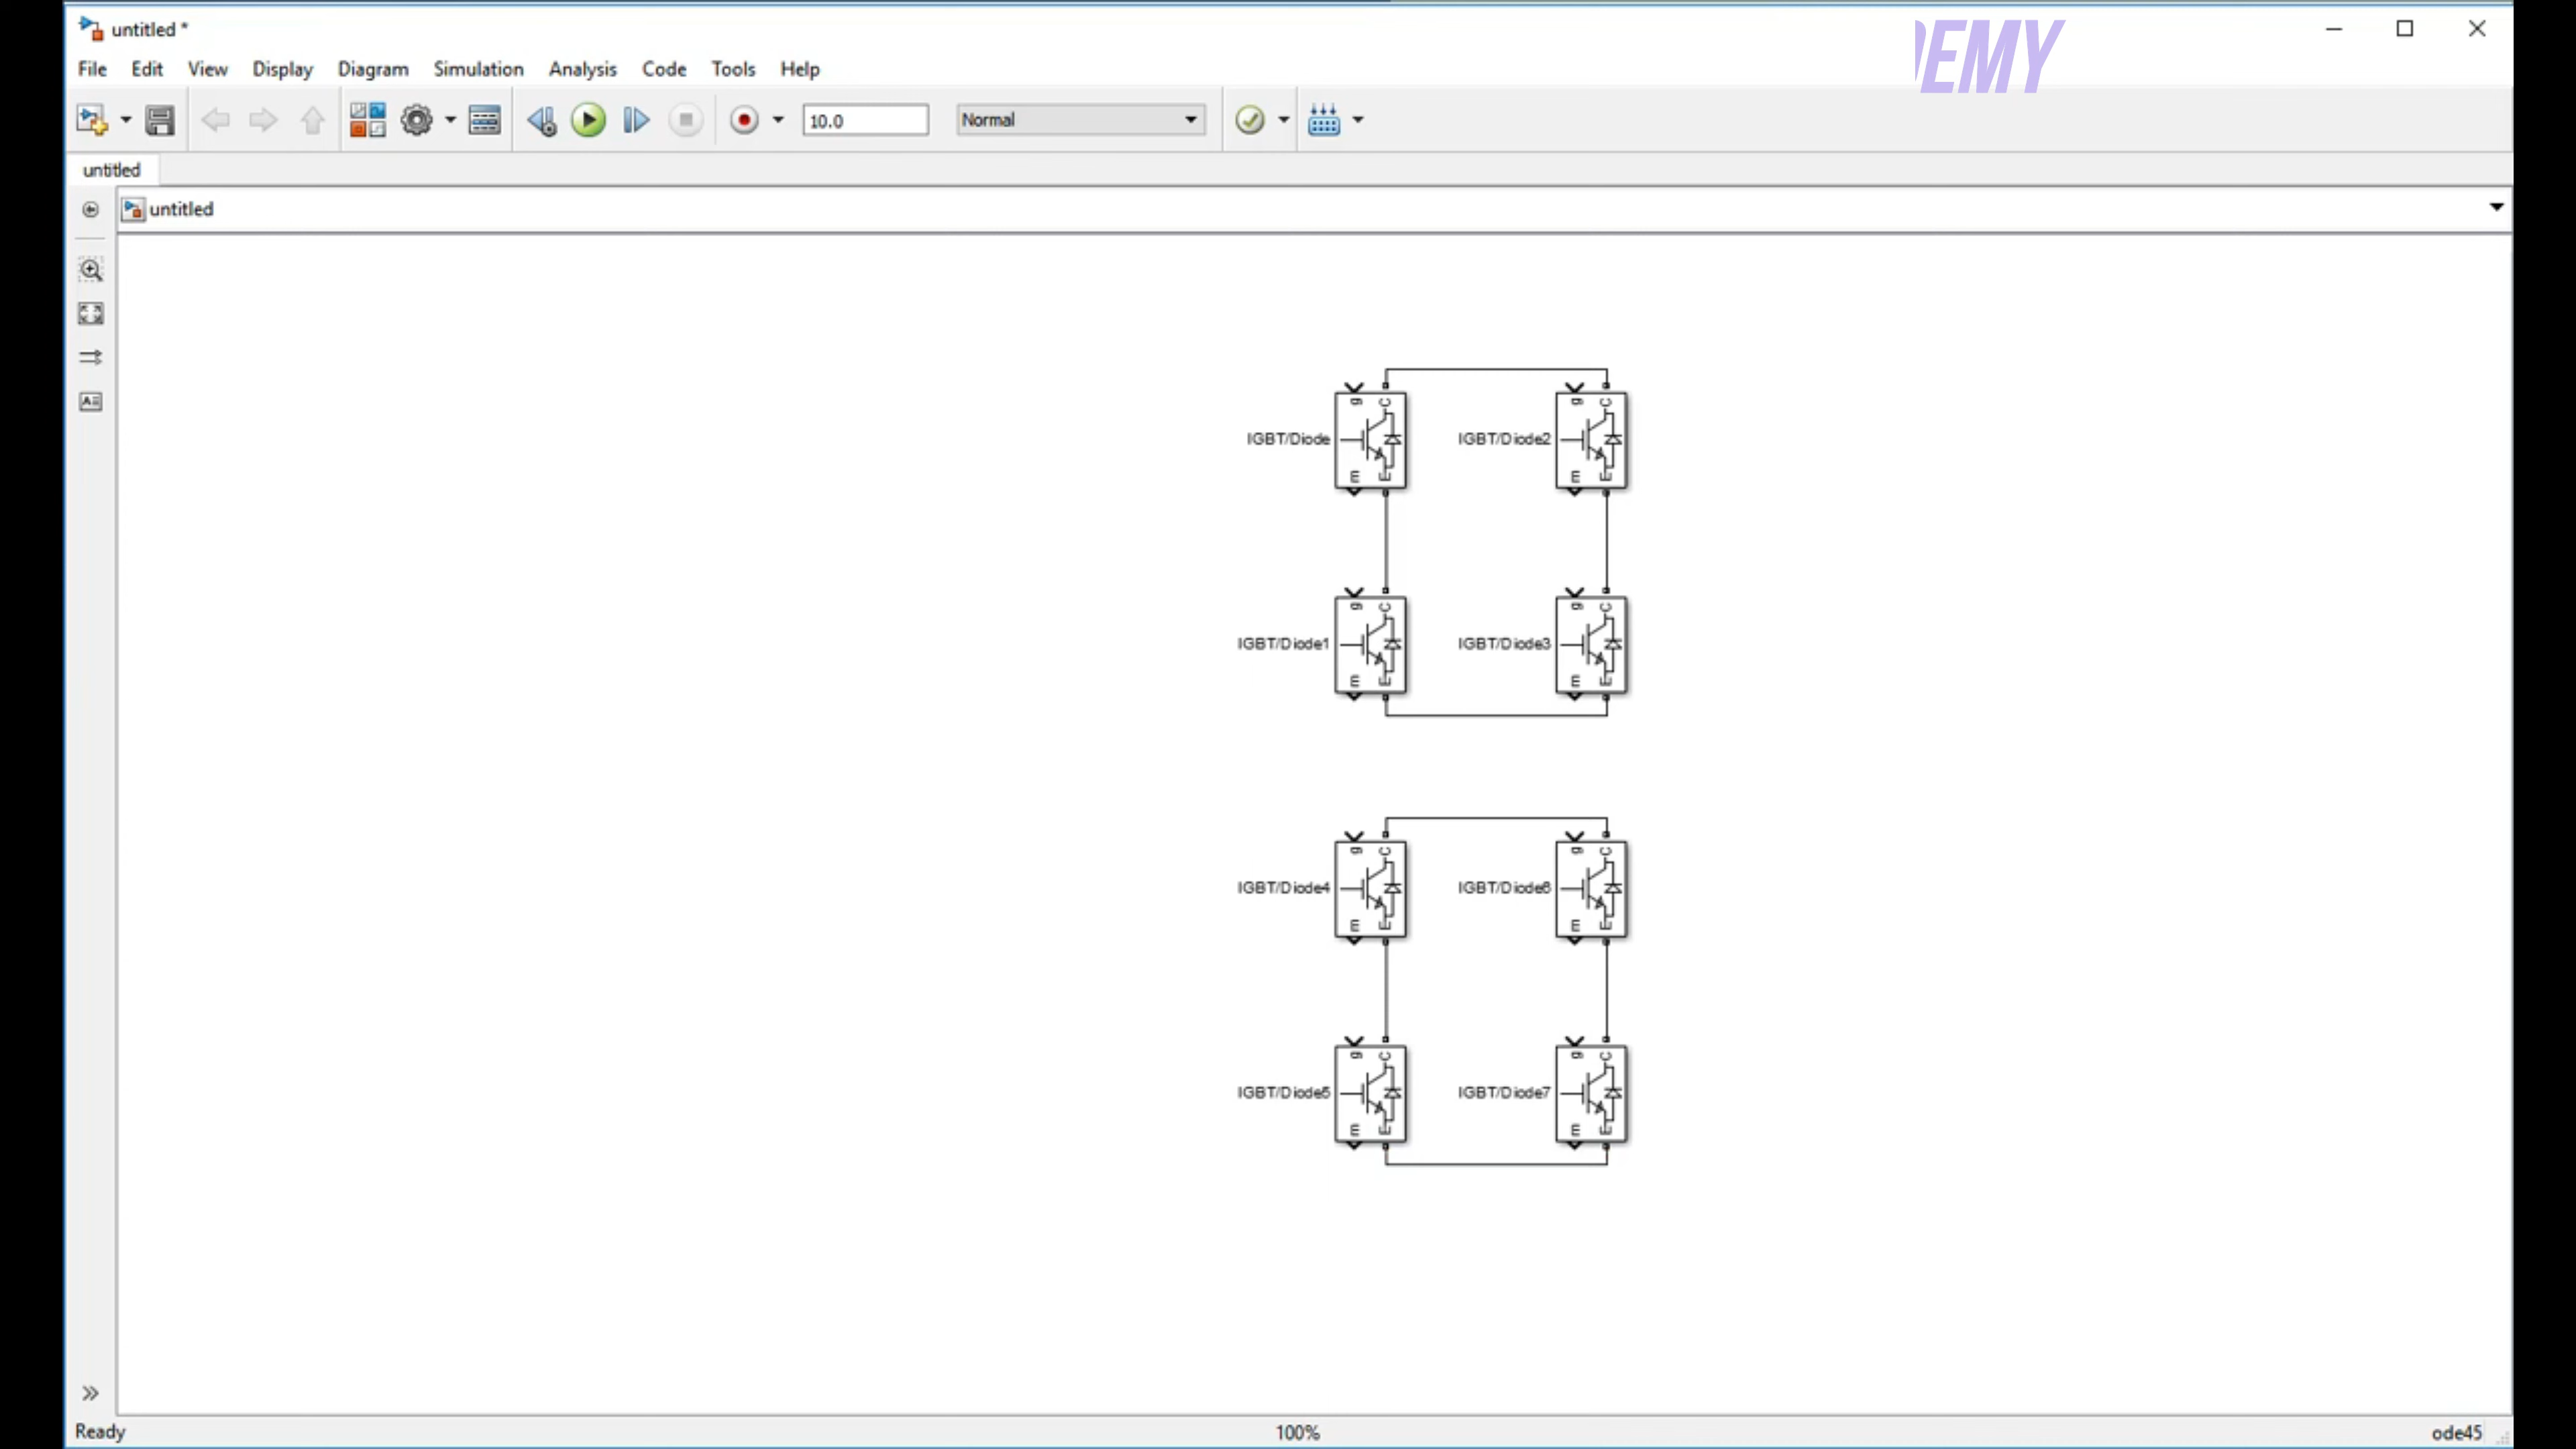 untitled *
DEMY
File Edit View Display Diagram Simulation Analysis Code Tools Help
10.0 Normal
untitled
untitled
g C
IGBT/Diode
m E
g C
IGBT/Diode2
m E
g C
IGBT/Diode1
m E
g C
IGBT/Diode3
m E
g C
IGBT/Diode4
m E
g C
IGBT/Diode6
m E
g C
IGBT/Diode5
m E
g C
IGBT/Diode7
m E
Ready 100% ode45